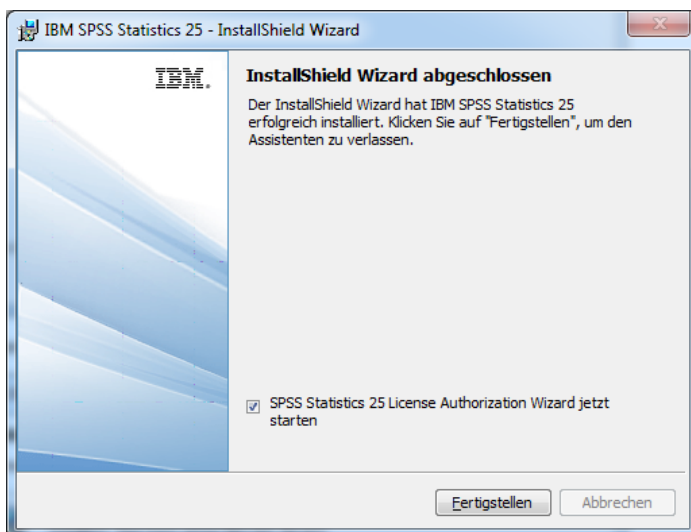 IBM SPSS Statistics 25 - InstallShield Wizard
IBM.
InstallShield Wizard abgeschlossen
Der InstallShield Wizard hat IBM SPSS Statistics 25
erfolgreich installiert. Klicken Sie auf "Fertigstellen", um den
Assistenten zu verlassen.
SPSS Statistics 25 License Authorization Wizard jetzt
starten
Fertigstellen
Abbrechen